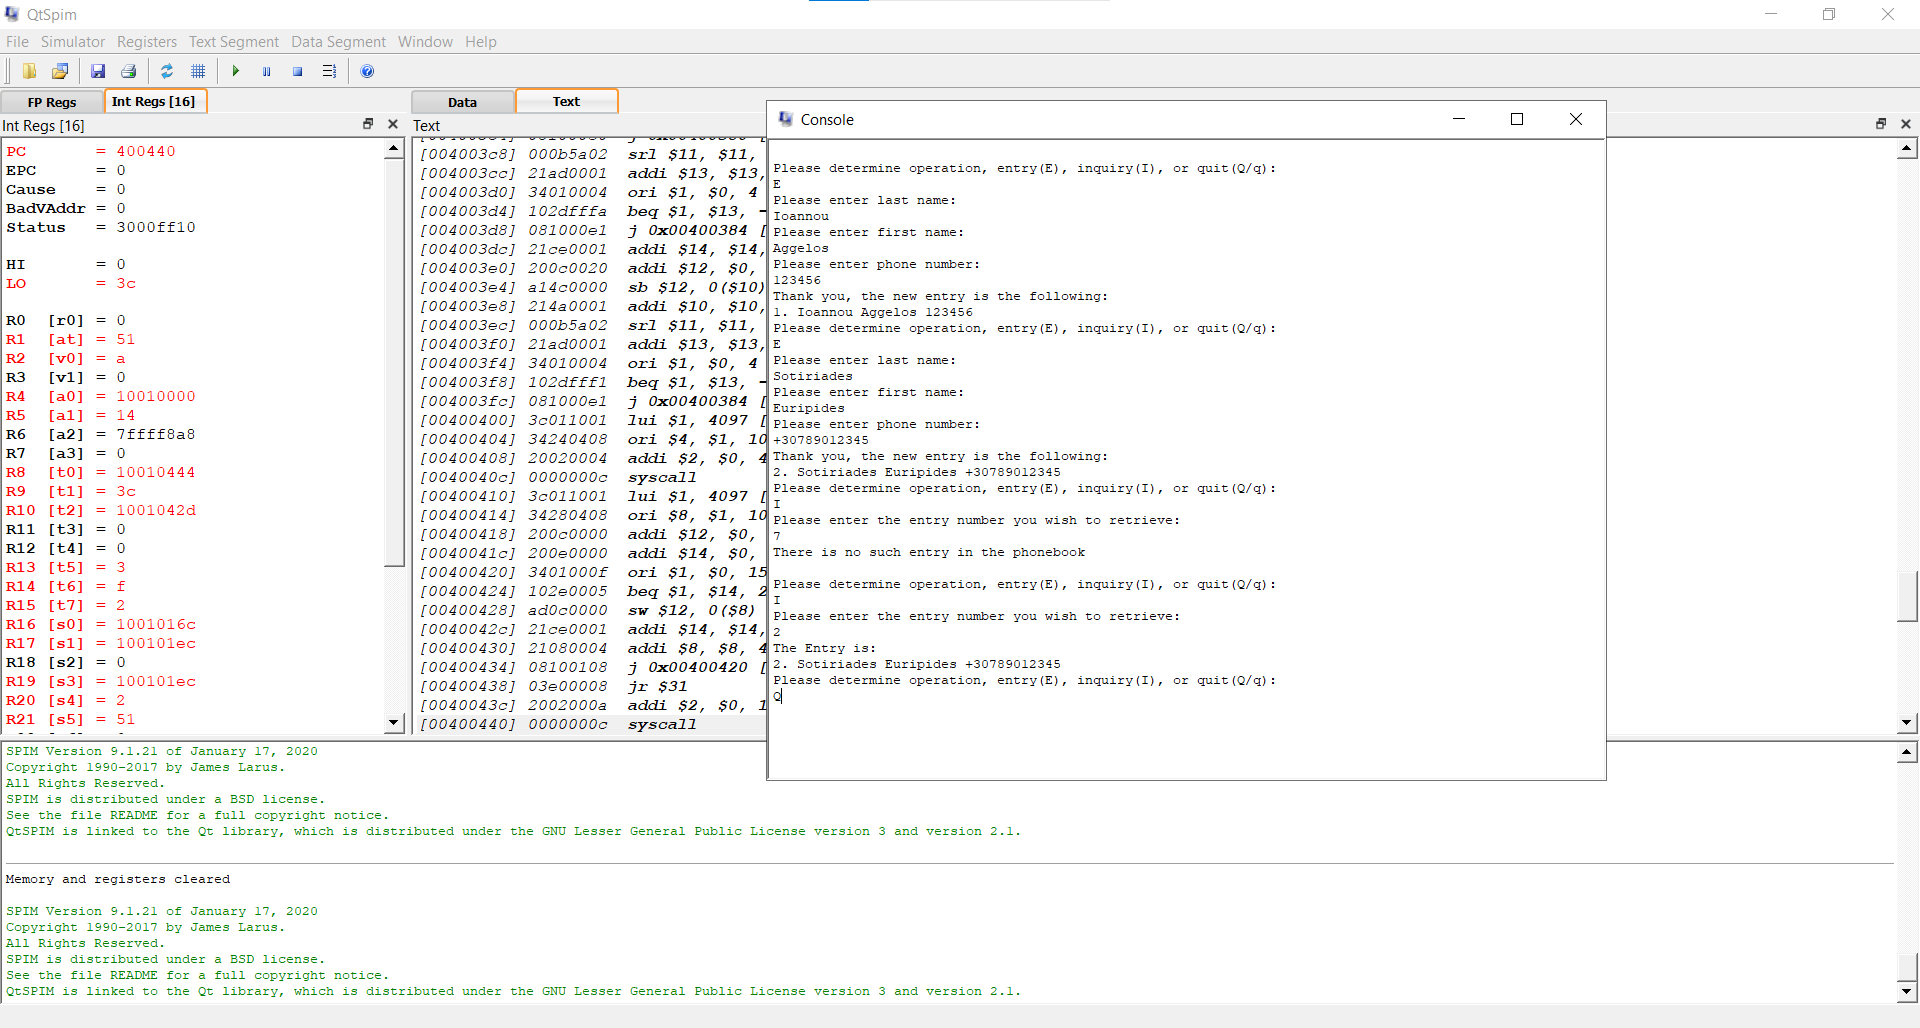 QtSpim
File Simulator Registers Text Segment Data Segment Window Help
FP Regs Int Regs [16]
Data Text
Int Regs [16]
PC = 400440
EPC = 0
Cause = 0
BadVAddr = 0
Status = 3000ff10
HI = 0
LO = 3c
R0 [r0] = 0
R1 [at] = 51
R2 [v0] = a
R3 [v1] = 0
R4 [a0] = 10010000
R5 [a1] = 14
R6 [a2] = 7ffff8a8
R7 [a3] = 0
R8 [t0] = 10010444
R9 [t1] = 3c
R10 [t2] = 1001042d
R11 [t3] = 0
R12 [t4] = 0
R13 [t5] = 3
R14 [t6] = f
R15 [t7] = 2
R16 [s0] = 1001016c
R17 [s1] = 100101ec
R18 [s2] = 0
R19 [s3] = 100101ec
R20 [s4] = 2
R21 [s5] = 51
Text
[004003c8] 000b5a02 srl $11, $11,
[004003cc] 21ad0001 addi $13, $13,
[004003d0] 34010004 ori $1, $0, 4
[004003d4] 102dfffa beq $1, $13, -
[004003d8] 081000e1 j 0x00400384 [
[004003dc] 21ce0001 addi $14, $14,
[004003e0] 200c0020 addi $12, $0,
[004003e4] a14c0000 sb $12, 0($10)
[004003e8] 214a0001 addi $10, $10,
[004003ec] 000b5a02 srl $11, $11,
[004003f0] 21ad0001 addi $13, $13,
[004003f4] 34010004 ori $1, $0, 4
[004003f8] 102dfff1 beq $1, $13, -
[004003fc] 081000e1 j 0x00400384 [
[00400400] 3c011001 lui $1, 4097 [
[00400404] 34240408 ori $4, $1, 10
[00400408] 20020004 addi $2, $0, 4
[0040040c] 0000000c syscall
[00400410] 3c011001 lui $1, 4097 [
[00400414] 34280408 ori $8, $1, 10
[00400418] 200c0000 addi $12, $0,
[0040041c] 200e0000 addi $14, $0,
[00400420] 3401000f ori $1, $0, 15
[00400424] 102e0005 beq $1, $14, 2
[00400428] ad0c0000 sw $12, 0($8)
[0040042c] 21ce0001 addi $14, $14,
[00400430] 21080004 addi $8, $8, 4
[00400434] 08100108 j 0x00400420 [
[00400438] 03e00008 jr $31
[0040043c] 2002000a addi $2, $0, 1
[00400440] 0000000c syscall
Console
Please determine operation, entry(E), inquiry(I), or quit(Q/q):
E
Please enter last name:
Ioannou
Please enter first name:
Aggelos
Please enter phone number:
123456
Thank you, the new entry is the following:
1. Ioannou Aggelos 123456
Please determine operation, entry(E), inquiry(I), or quit(Q/q):
E
Please enter last name:
Sotiriades
Please enter first name:
Euripides
Please enter phone number:
+30789012345
Thank you, the new entry is the following:
2. Sotiriades Euripides +30789012345
Please determine operation, entry(E), inquiry(I), or quit(Q/q):
I
Please enter the entry number you wish to retrieve:
7
There is no such entry in the phonebook
Please determine operation, entry(E), inquiry(I), or quit(Q/q):
I
Please enter the entry number you wish to retrieve:
2
The Entry is:
2. Sotiriades Euripides +30789012345
Please determine operation, entry(E), inquiry(I), or quit(Q/q):
Q
SPIM Version 9.1.21 of January 17, 2020
Copyright 1990-2017 by James Larus.
All Rights Reserved.
SPIM is distributed under a BSD license.
See the file README for a full copyright notice.
QtSPIM is linked to the Qt library, which is distributed under the GNU Lesser General Public License version 3 and version 2.1.
Memory and registers cleared
SPIM Version 9.1.21 of January 17, 2020
Copyright 1990-2017 by James Larus.
All Rights Reserved.
SPIM is distributed under a BSD license.
See the file README for a full copyright notice.
QtSPIM is linked to the Qt library, which is distributed under the GNU Lesser General Public License version 3 and version 2.1.